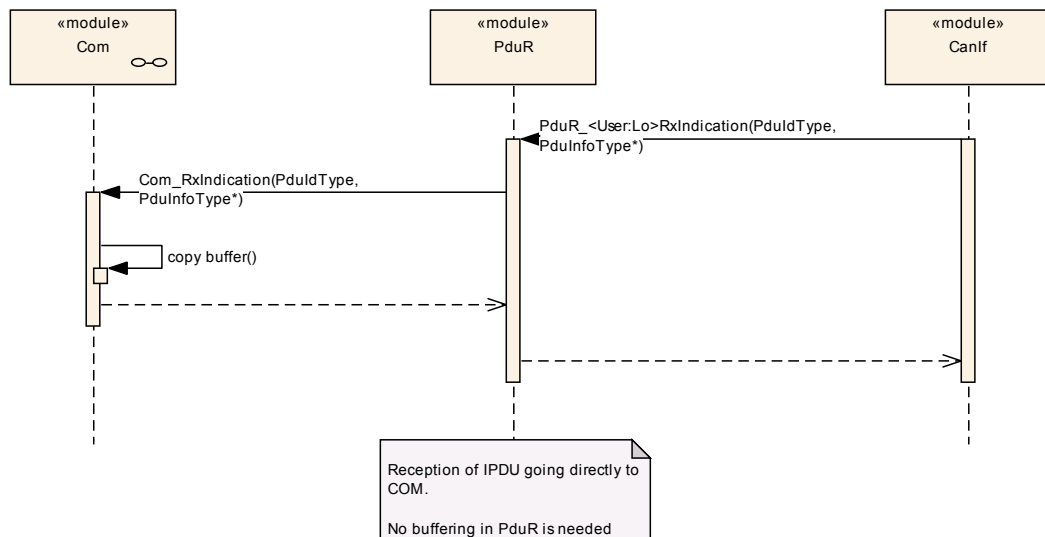 «module»
Com
«module»
PduR
«module»
CanIf
PduR_<User:Lo>RxIndication(PduIdType,
PduInfoType*)
Com_RxIndication(PduIdType,
PduInfoType*)
copy buffer()
Reception of IPDU going directly to
COM.
No buffering in PduR is needed